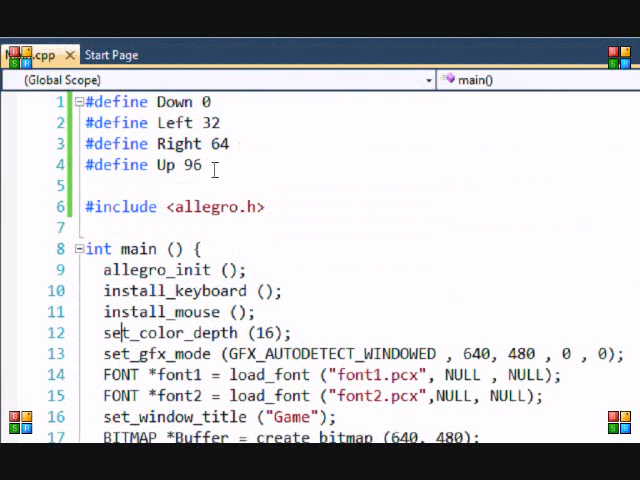 .cpp Start Page
(Global Scope) main()
1 #define Down 0
2 #define Left 32
3 #define Right 64
4 #define Up 96
5
6 #include <allegro.h>
7
8 int main () {
9 allegro_init ();
10 install_keyboard ();
11 install_mouse ();
12 set_color_depth (16);
13 set_gfx_mode (GFX_AUTODETECT_WINDOWED , 640, 480 , 0 , 0);
14 FONT *font1 = load_font ("font1.pcx", NULL , NULL);
15 FONT *font2 = load_font ("font2.pcx",NULL, NULL);
16 set_window_title ("Game");
17 BITMAP *Buffer = create_bitmap (640, 480);